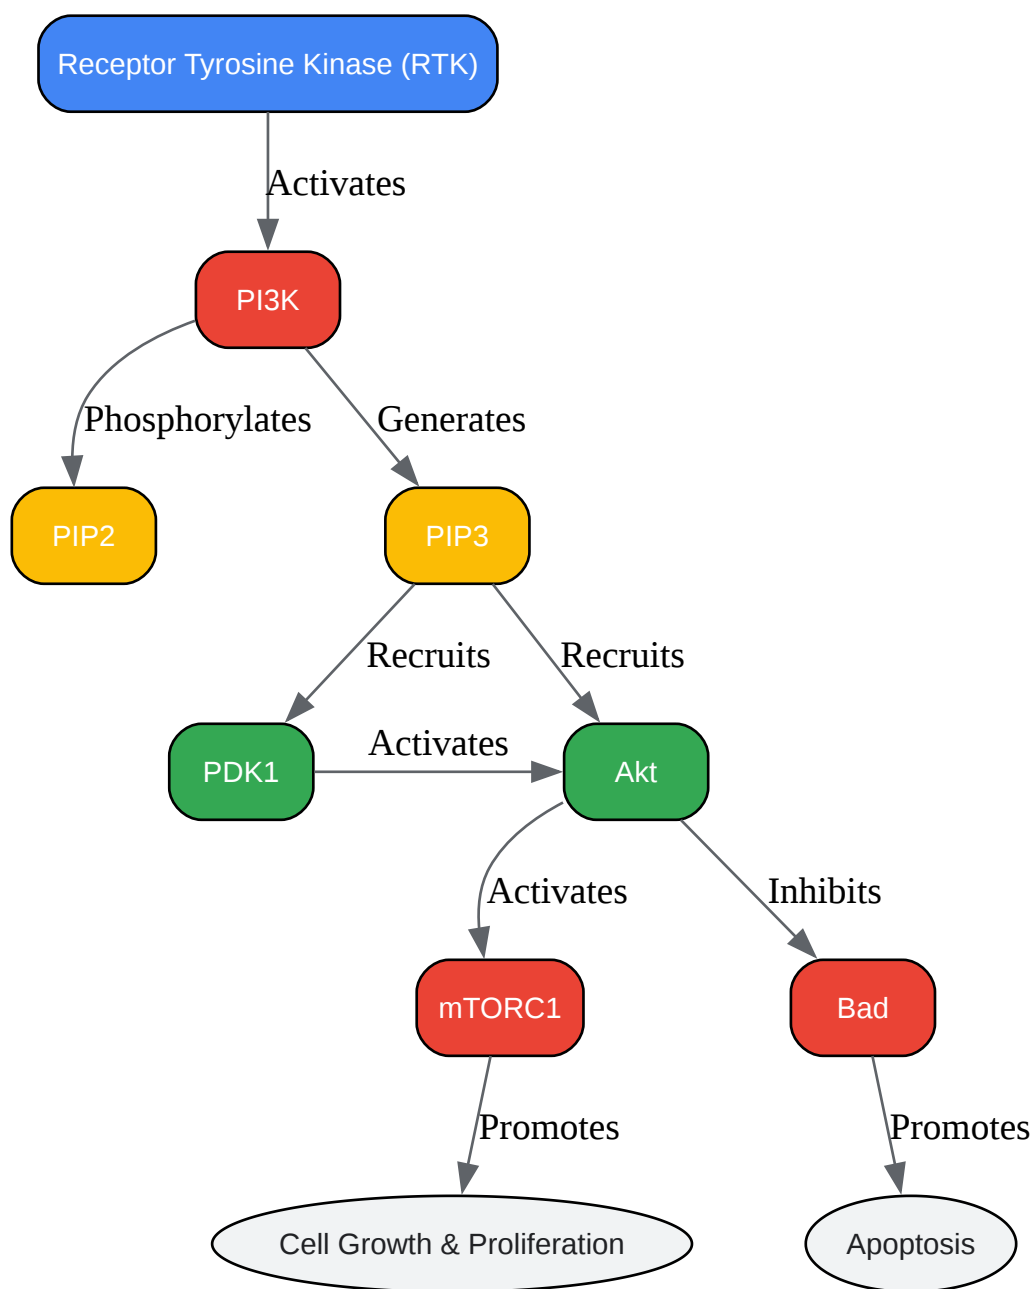 Receptor Tyrosine Kinase (RTK)
Activates
PI3K
Phosphorylates
Generates
PIP2
PIP3
Recruits
Recruits
Activates
PDK1
Akt
Activates
Inhibits
mTORC1
Bad
Promotes
Promotes
Cell Growth & Proliferation
Apoptosis